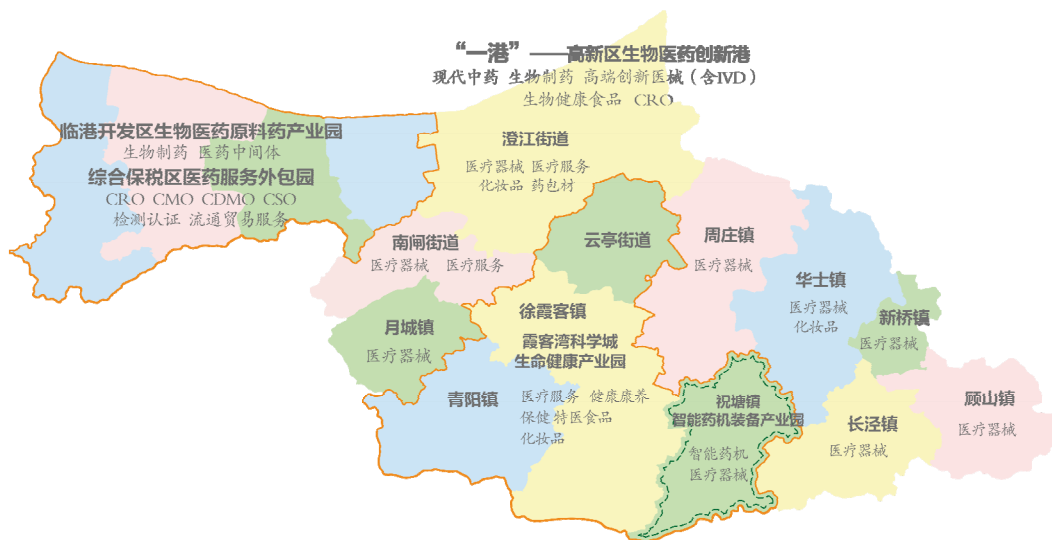 “一港”——高新区生物医药创新港
现代中药 生物制药 高端创新医械（含IVD）
生物健康食品 CRO
临港开发区生物医药原料药产业园
生物制药 医药中间体
综合保税区医药服务外包园
CRO CMO CDMO CSO
检测认证 流通贸易服务
澄江街道
医疗器械 医疗服务
化妆品 药包材
南闸街道
医疗器械 医疗服务
云亭街道
周庄镇
医疗器械
华士镇
医疗器械
化妆品
新桥镇
医疗器械
月城镇
医疗器械
徐霞客镇
霞客湾科学城
生命健康产业园
医疗服务 健康康养
保健 特医食品
化妆品
青阳镇
祝塘镇
智能药机装备产业园
智能药机
医疗器械
长泾镇
医疗器械
顾山镇
医疗器械